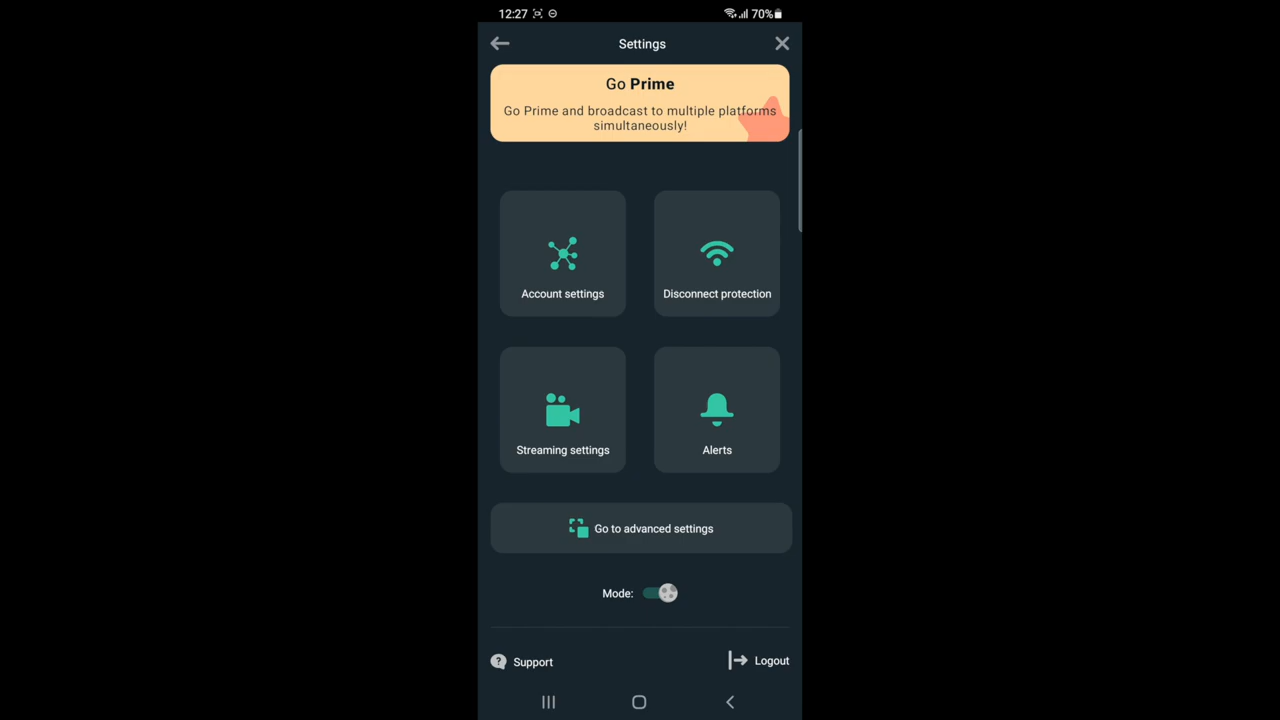 12:27 70%
Settings
Go Prime
Go Prime and broadcast to multiple platforms
simultaneously!
Account settings Disconnect protection
Streaming settings Alerts
Go to advanced settings
Mode:
? Support Logout